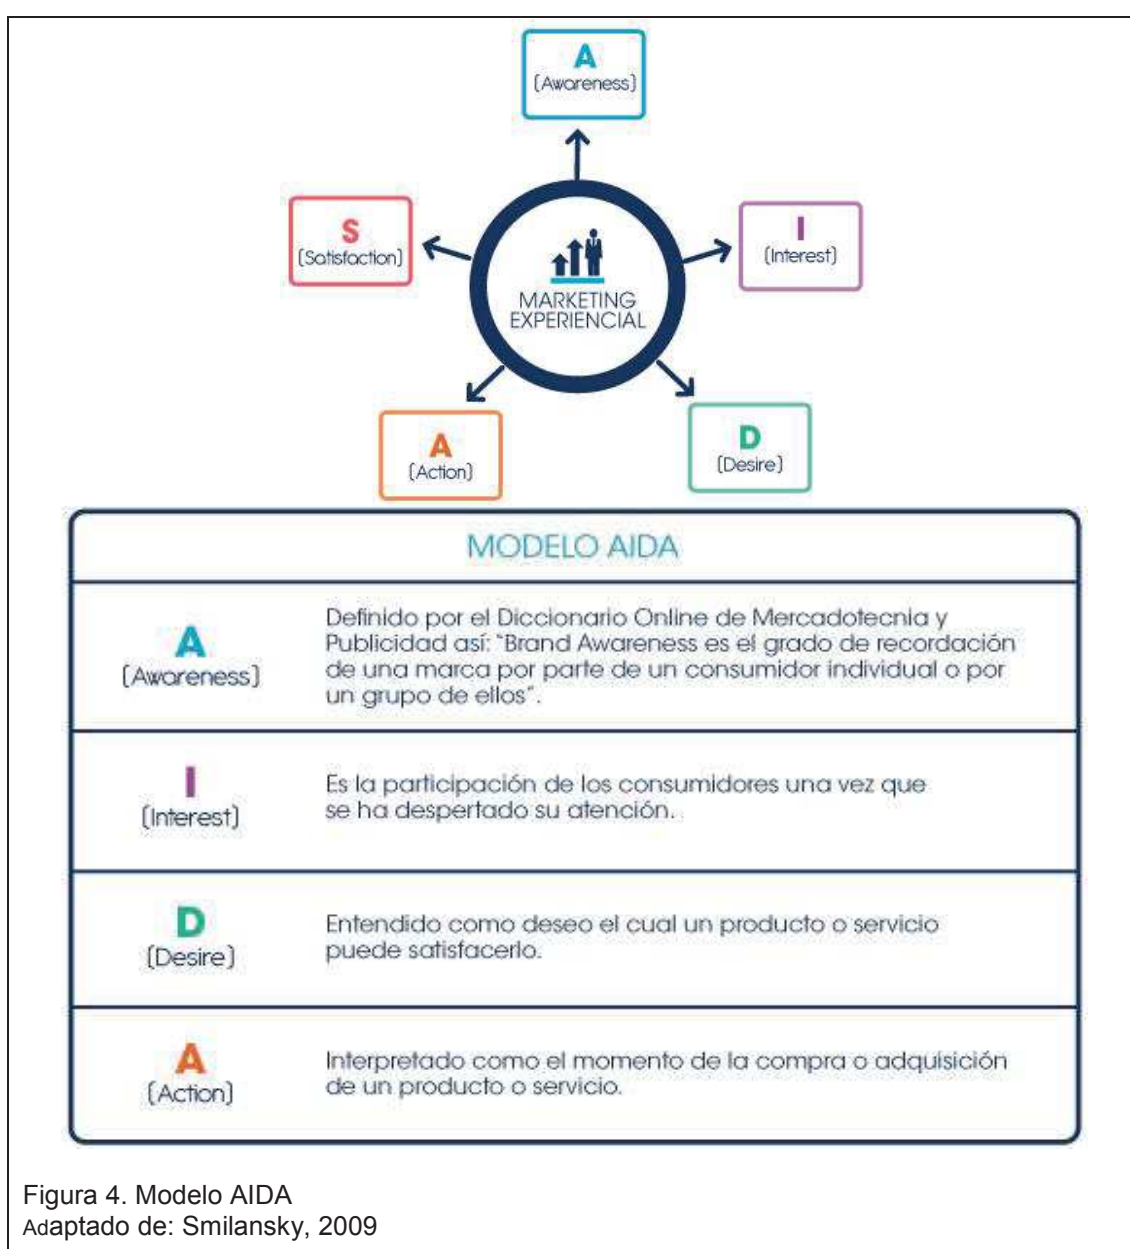 A
(Awareness)
S
(Satisfaction)
I
(Interest)
MARKETING
EXPERIENCIAL
A
(Action)
D
(Desire)
MODELO AIDA
A
(Awareness)
Definido por el Diccionario Online de Mercadotecnia y
Publicidad así: “Brand Awareness es el grado de recordación
de una marca por parte de un consumidor individual o por
un grupo de ellos”.
I
(Interest)
Es la participación de los consumidores una vez que
se ha despertado su atención.
D
(Desire)
Entendido como deseo el cual un producto o servicio
puede satisfacerlo.
A
(Action)
Interpretado como el momento de la compra o adquisición
de un producto o servicio.
Figura 4. Modelo AIDA
Adaptado de: Smilansky, 2009